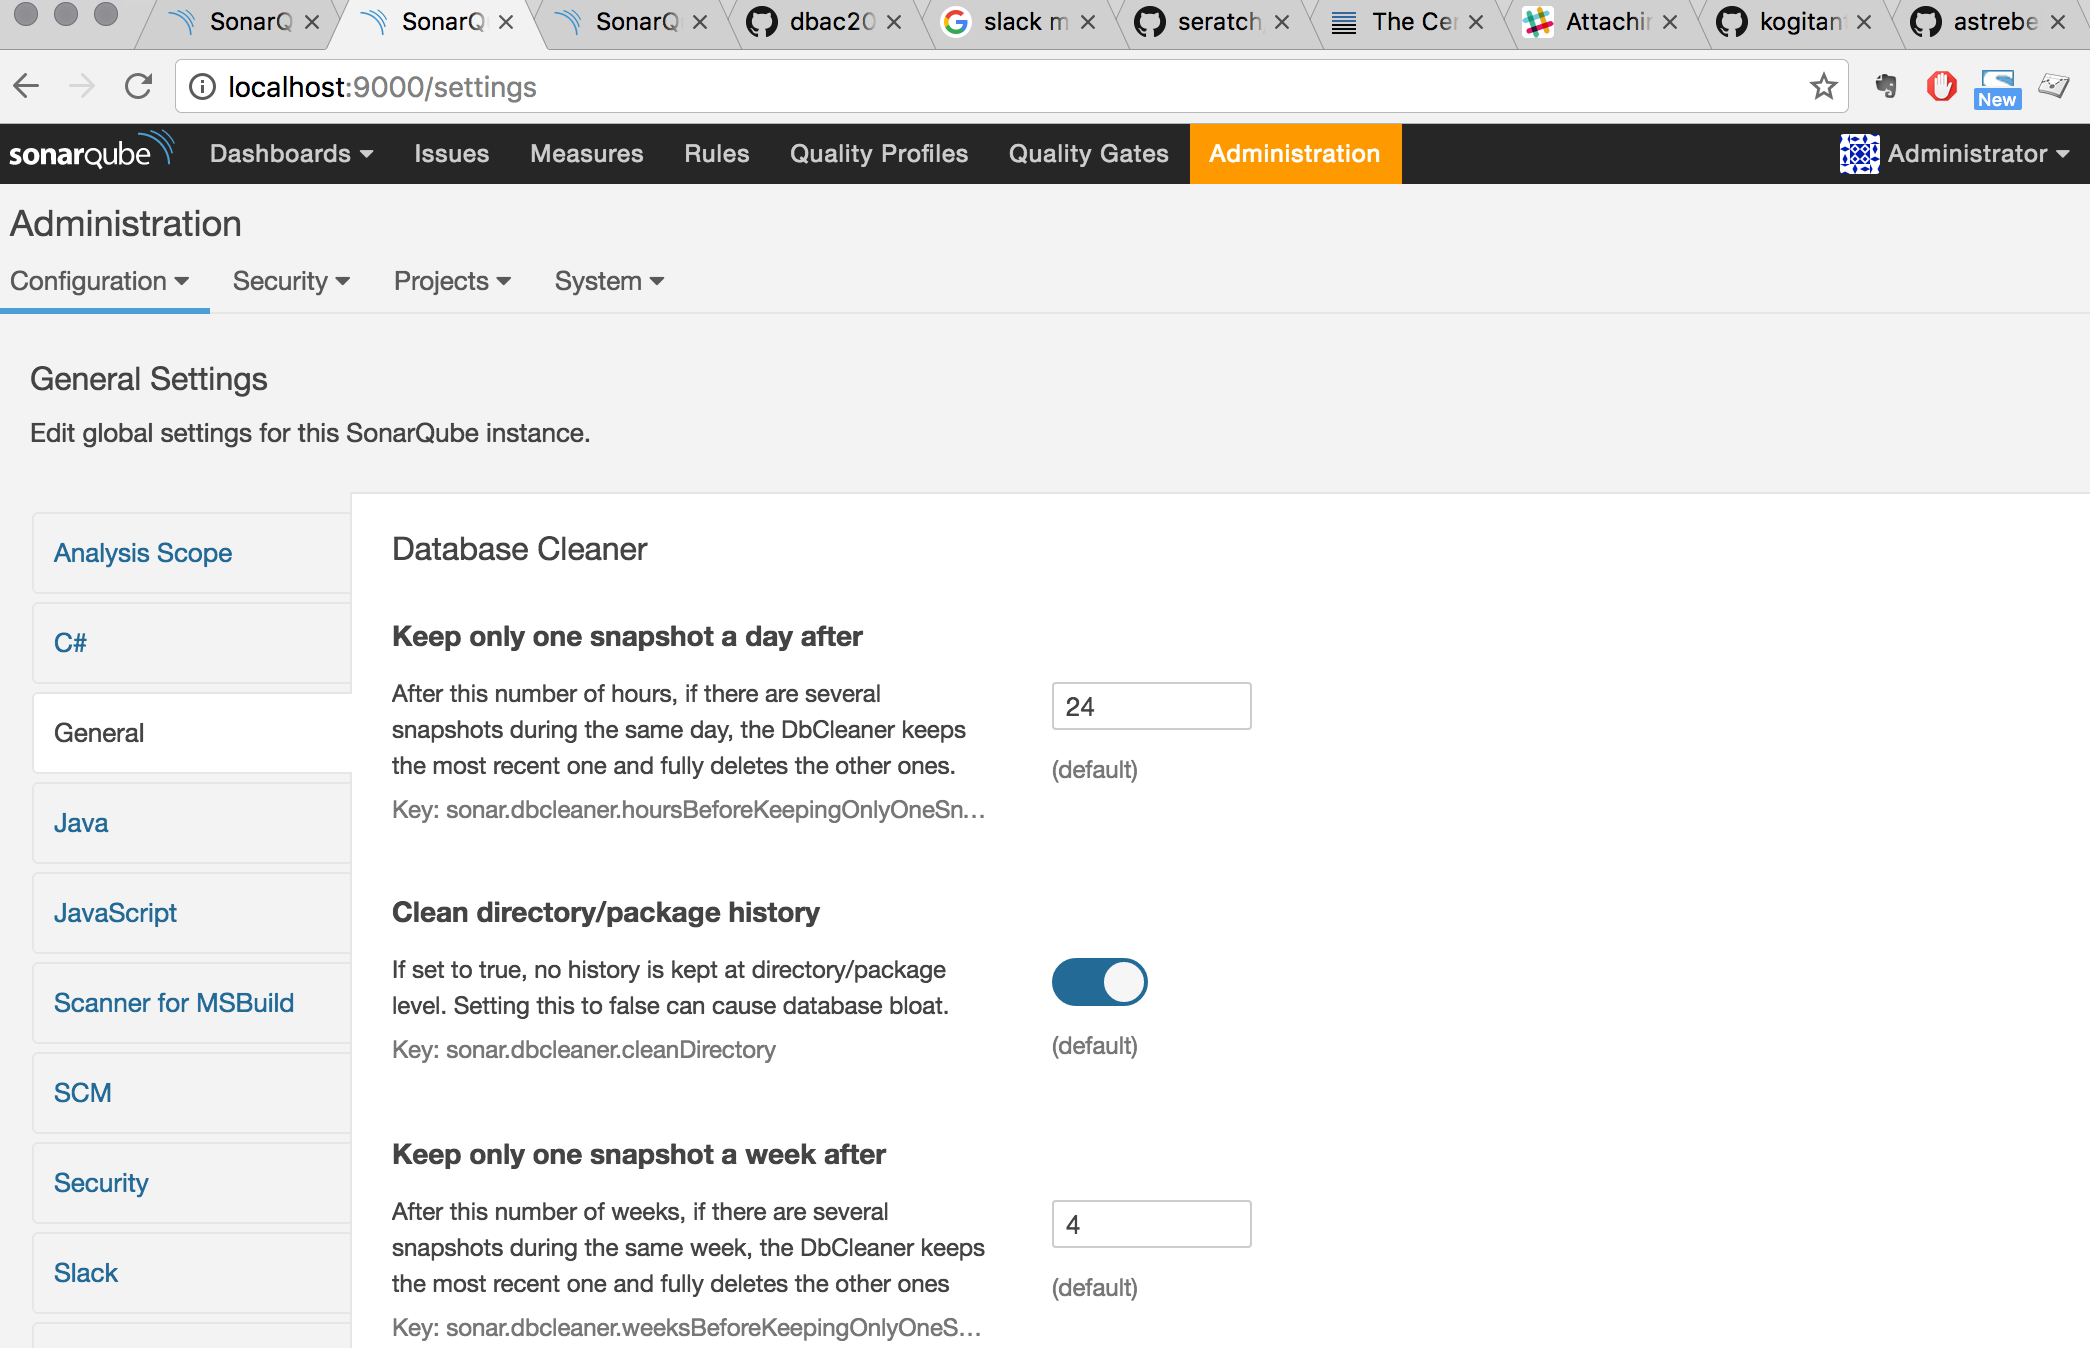 SonarQ
SonarQ
SonarQ
dbac20
slack m
seratch
The Cer
Attachin
kogitant
astrebe
localhost:9000/settings
New
sonarqube
Dashboards
Issues
Measures
Rules
Quality Profiles
Quality Gates
Administration
Administrator
Administration
Configuration
Security
Projects
System
General Settings
Edit global settings for this SonarQube instance.
Analysis Scope
C#
General
Java
JavaScript
Scanner for MSBuild
SCM
Security
Slack
Database Cleaner
Keep only one snapshot a day after
After this number of hours, if there are several
snapshots during the same day, the DbCleaner keeps
the most recent one and fully deletes the other ones.
Key: sonar.dbcleaner.hoursBeforeKeepingOnlyOneSn...
24
(default)
Clean directory/package history
If set to true, no history is kept at directory/package
level. Setting this to false can cause database bloat.
Key: sonar.dbcleaner.cleanDirectory
(default)
Keep only one snapshot a week after
After this number of weeks, if there are several
snapshots during the same week, the DbCleaner keeps
the most recent one and fully deletes the other ones
Key: sonar.dbcleaner.weeksBeforeKeepingOnlyOneS...
4
(default)